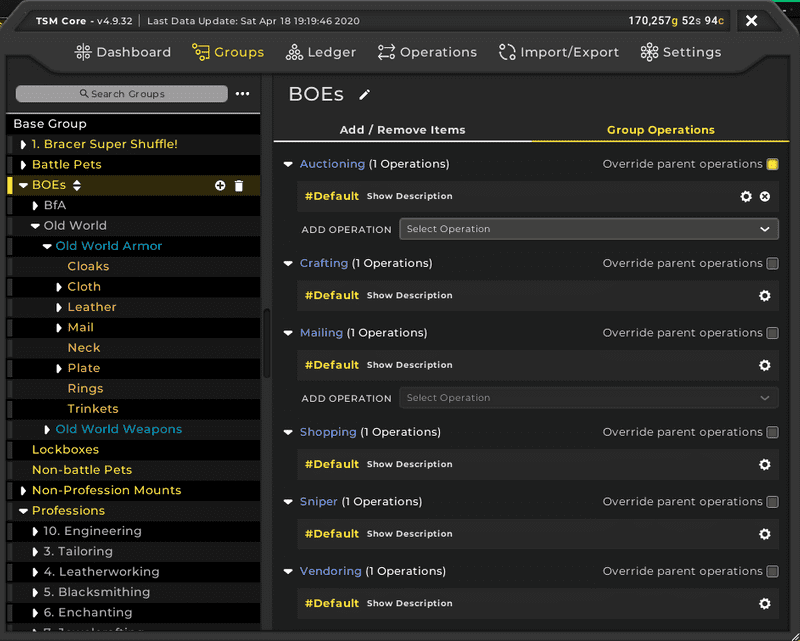 TSM Core - v4.9.32 Last Data Update: Sat Apr 18 19:19:46 2020 170,257g 52s 94c
Dashboard Groups Ledger Operations Import/Export Settings
Search Groups
Base Group
1. Bracer Super Shuffle!
Battle Pets
BOEs
BfA
Old World
Old World Armor
Cloaks
Cloth
Leather
Mail
Neck
Plate
Rings
Trinkets
Old World Weapons
Lockboxes
Non-battle Pets
Non-Profession Mounts
Professions
10. Engineering
3. Tailoring
4. Leatherworking
5. Blacksmithing
6. Enchanting
BOEs
Add / Remove Items Group Operations
Auctioning (1 Operations) Override parent operations
#Default Show Description
ADD OPERATION Select Operation
Crafting (1 Operations) Override parent operations
#Default Show Description
Mailing (1 Operations) Override parent operations
#Default Show Description
ADD OPERATION Select Operation
Shopping (1 Operations) Override parent operations
#Default Show Description
Sniper (1 Operations) Override parent operations
#Default Show Description
Vendoring (1 Operations) Override parent operations
#Default Show Description